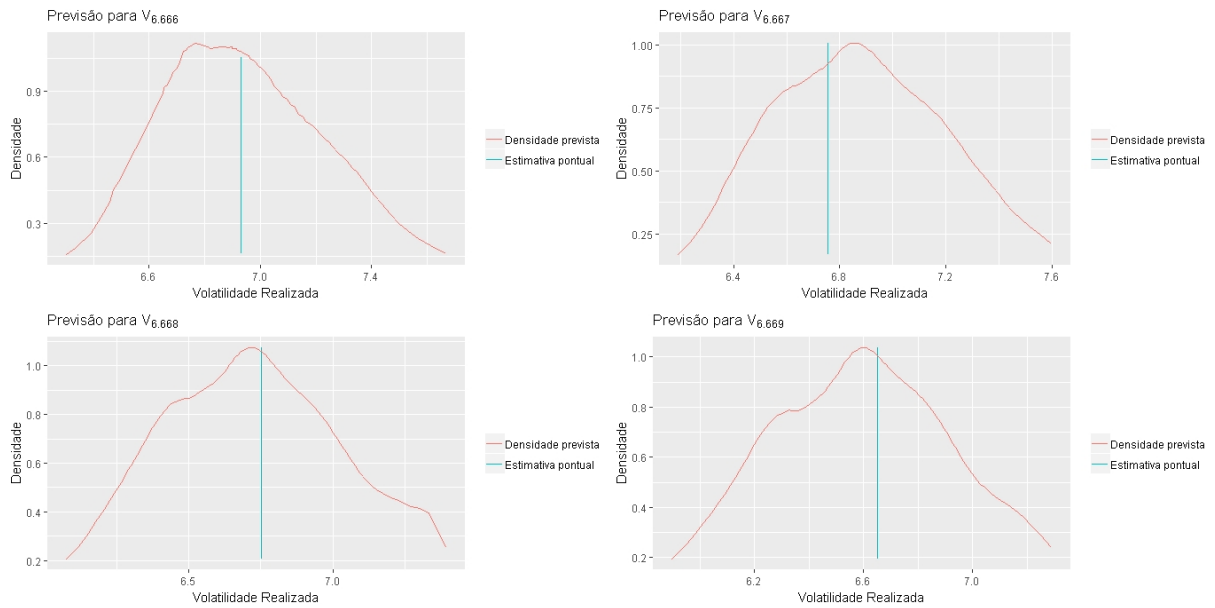 Previsão para V6.666
Densidade
0.9
0.6
0.3
6.6
7.0
7.4
Volatilidade Realizada
Densidade prevista
Estimativa pontual
Previsão para V6.667
Densidade
1.00
0.75
0.50
0.25
6.4
6.8
7.2
7.6
Volatilidade Realizada
Densidade prevista
Estimativa pontual
Previsão para V6.668
Densidade
1.0
0.8
0.6
0.4
0.2
6.5
7.0
Volatilidade Realizada
Densidade prevista
Estimativa pontual
Previsão para V6.669
Densidade
1.0
0.8
0.6
0.4
0.2
6.2
6.6
7.0
Volatilidade Realizada
Densidade prevista
Estimativa pontual